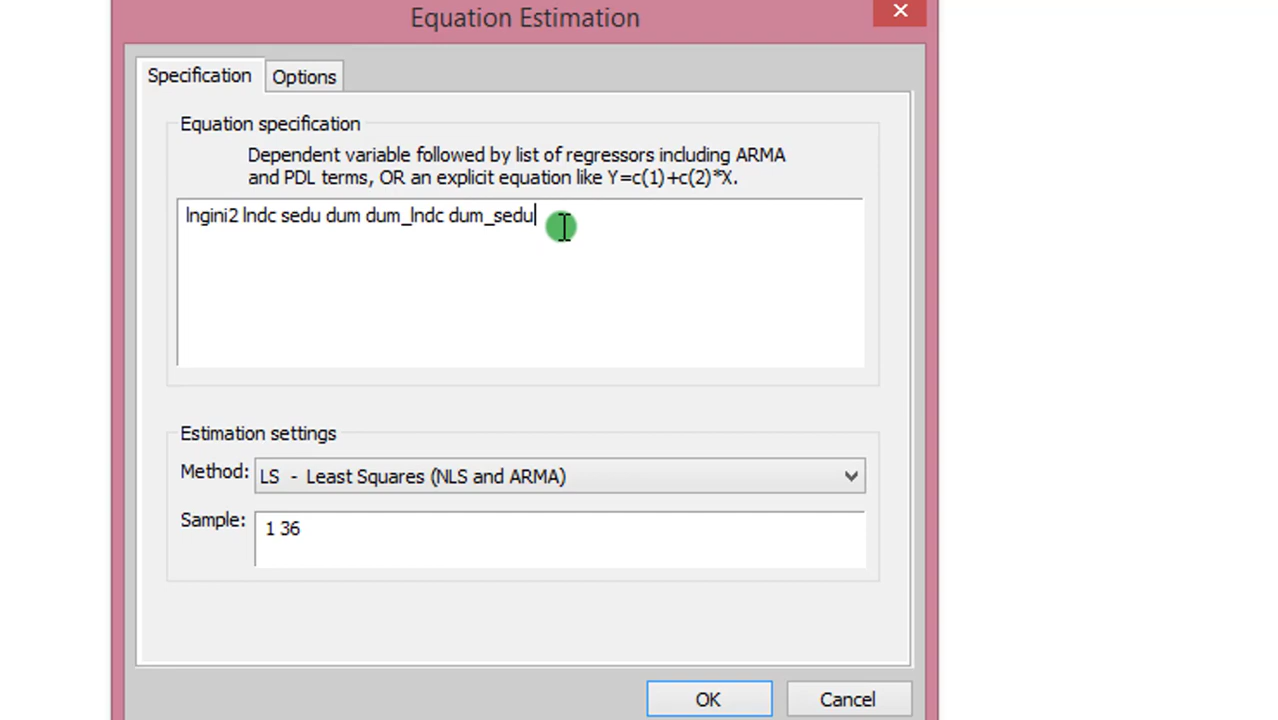 Equation Estimation
Specification
Options
Equation specification
Dependent variable followed by list of regressors including ARMA
and PDL terms, OR an explicit equation like Y=c(1)+c(2)*X.
lngini2 lndc sedu dum dum_lndc dum_sedu
Estimation settings
Method: LS - Least Squares (NLS and ARMA)
Sample: 1 36
OK Cancel